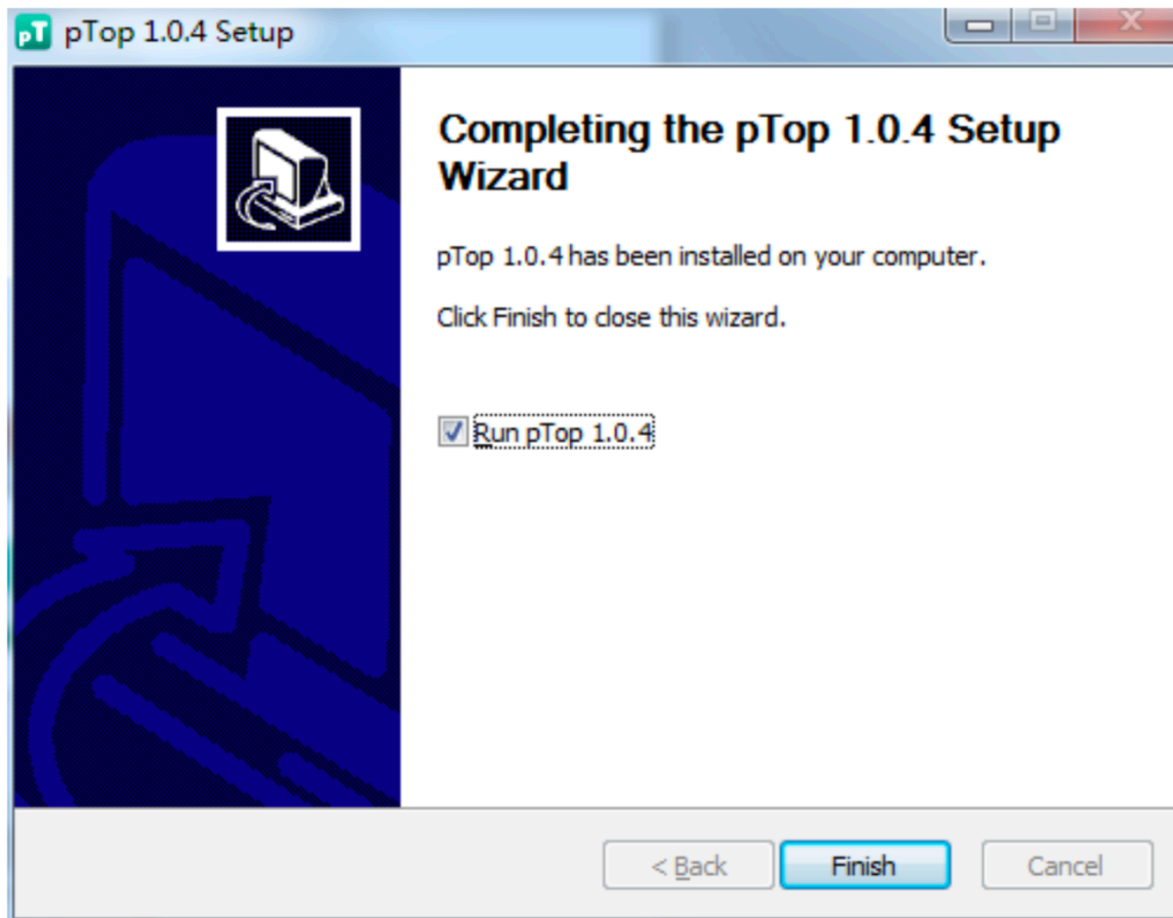 pT pTop 1.0.4 Setup
Completing the pTop 1.0.4 Setup
Wizard
pTop 1.0.4 has been installed on your computer.
Click Finish to close this wizard.
Run pTop 1.0.4
< Back Finish Cancel